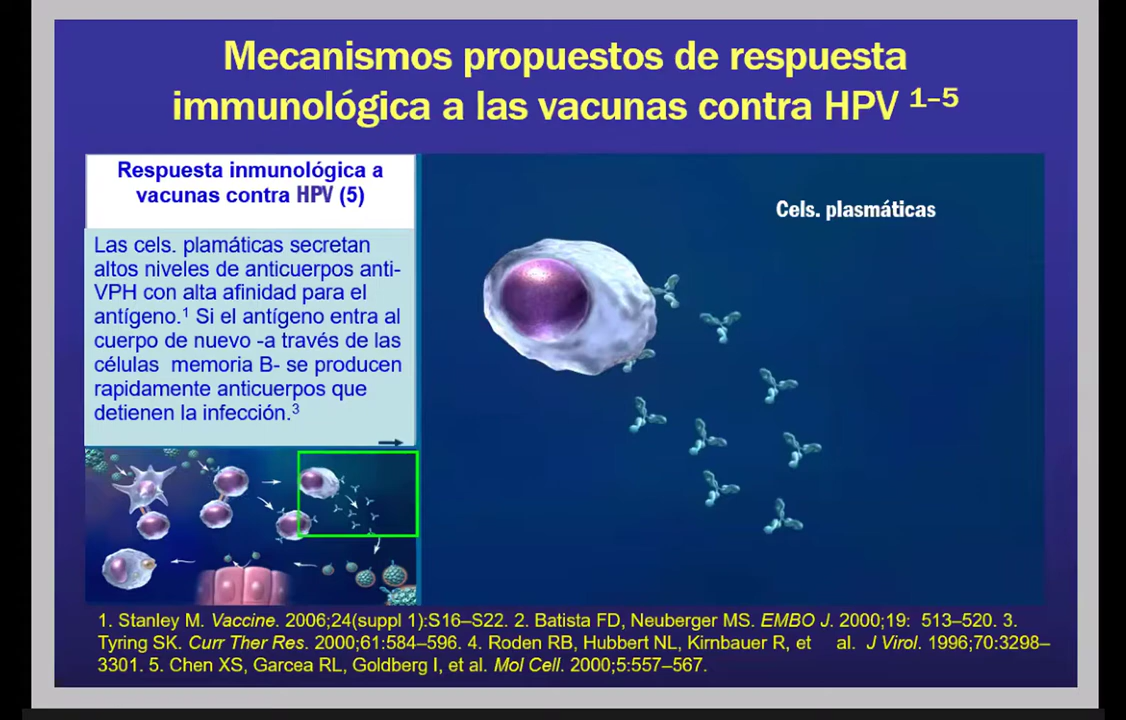 Mecanismos propuestos de respuesta
immunológica a las vacunas contra HPV 1–5
Respuesta inmunológica a
vacunas contra HPV (5)
Las cels. plamáticas secretan
altos niveles de anticuerpos anti-
VPH con alta afinidad para el
antígeno.1 Si el antígeno entra al
cuerpo de nuevo -a través de las
células memoria B- se producen
rapidamente anticuerpos que
detienen la infección.3
Cels. plasmáticas
1. Stanley M. Vaccine. 2006;24(suppl 1):S16–S22. 2. Batista FD, Neuberger MS. EMBO J. 2000;19: 513–520. 3.
Tyring SK. Curr Ther Res. 2000;61:584–596. 4. Roden RB, Hubbert NL, Kirnbauer R, et al. J Virol. 1996;70:3298–
3301. 5. Chen XS, Garcea RL, Goldberg I, et al. Mol Cell. 2000;5:557–567.